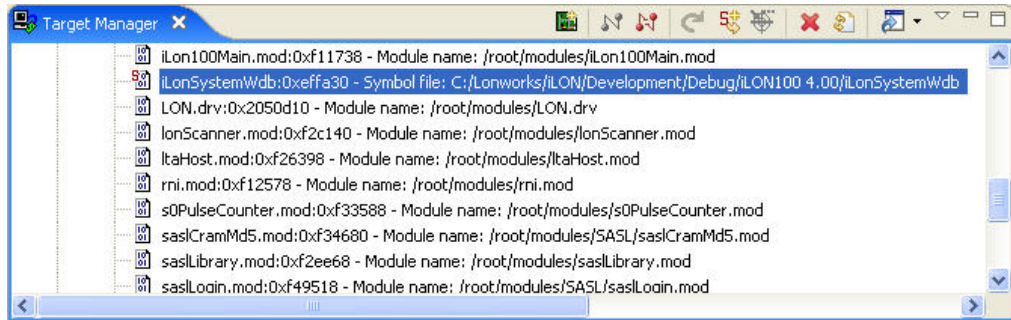 Target Manager
iLon100Main.mod:0xf11738 - Module name: /root/modules/iLon100Main.mod
iLonSystemWdb:0xeffa30 - Symbol file: C:/Lonworks/iLON/Development/Debug/iLON100 4.00/iLonSystemWdb
LON.drv:0x2050d10 - Module name: /root/modules/LON.drv
lonScanner.mod:0xf2c140 - Module name: /root/modules/lonScanner.mod
ltaHost.mod:0xf26398 - Module name: /root/modules/ltaHost.mod
rni.mod:0xf12578 - Module name: /root/modules/rni.mod
s0PulseCounter.mod:0xf33588 - Module name: /root/modules/s0PulseCounter.mod
saslCramMd5.mod:0xf34680 - Module name: /root/modules/SASL/saslCramMd5.mod
saslLibrary.mod:0xf2ee68 - Module name: /root/modules/saslLibrary.mod
saslLogin.mod:0xf49518 - Module name: /root/modules/SASL/saslLogin.mod